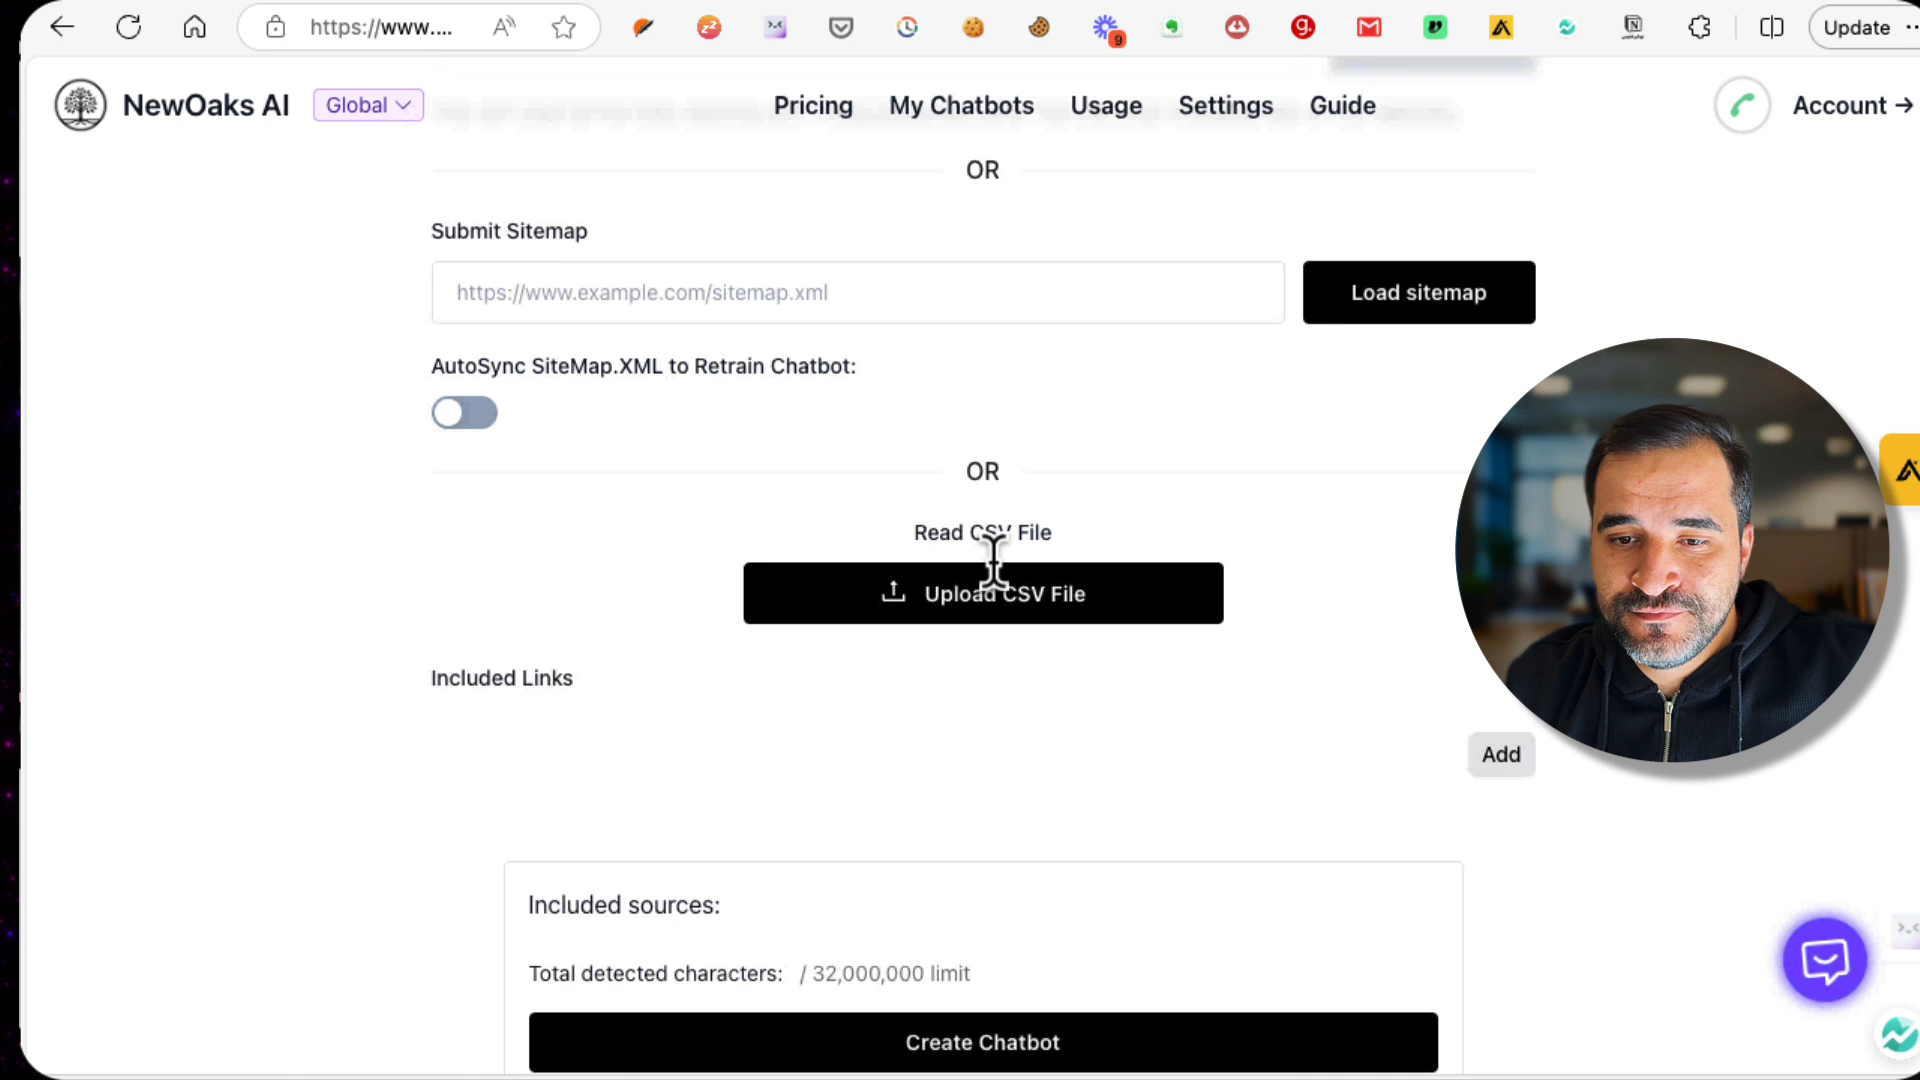 https://www....
9
Update
NewOaks AI
Global
Pricing
My Chatbots
Usage
Settings
Guide
Account →
OR
Submit Sitemap
https://www.example.com/sitemap.xml
Load sitemap
AutoSync SiteMap.XML to Retrain Chatbot:
OR
Read CSV File
Upload CSV File
Included Links
Add
Included sources:
Total detected characters: / 32,000,000 limit
Create Chatbot